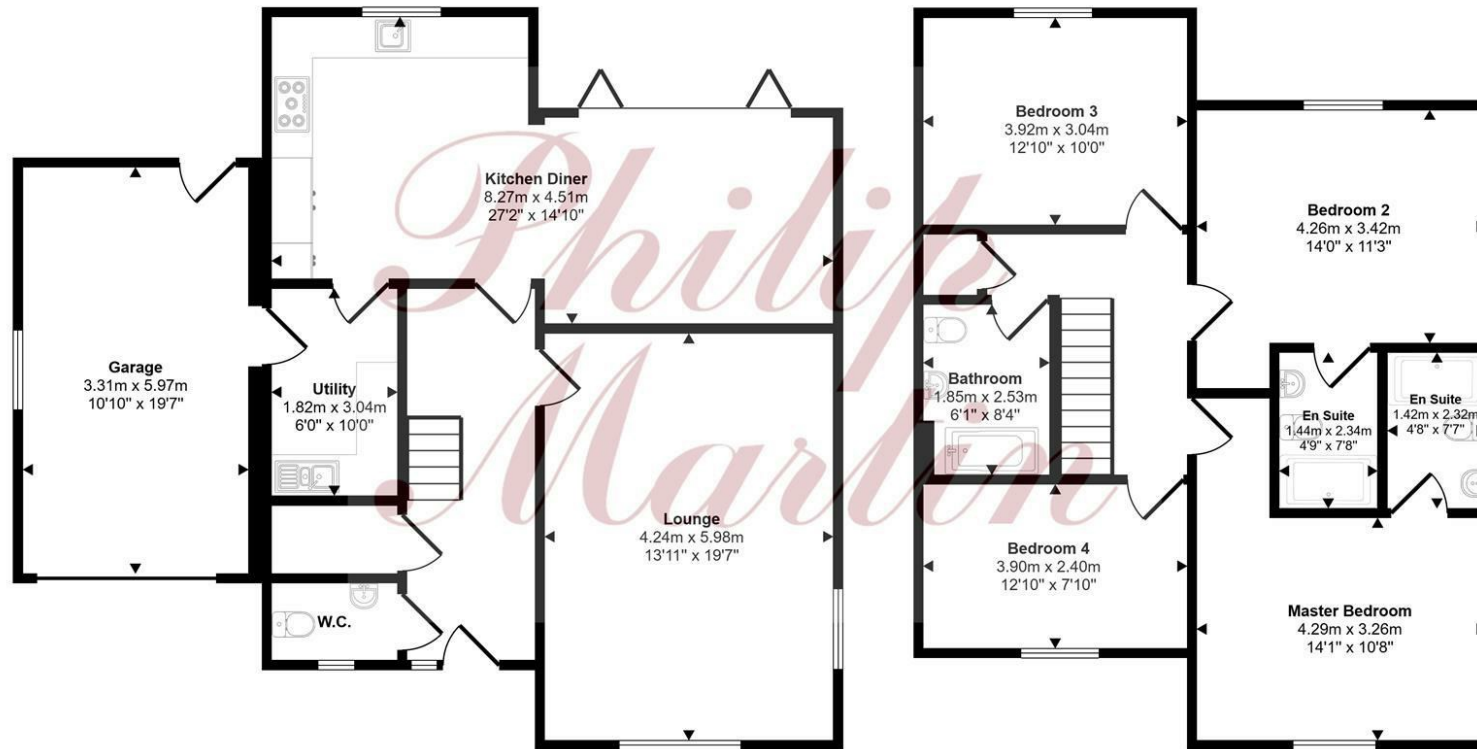 Kitchen Diner
8.27m x 4.51m
27'2" x 14'10"
Garage
3.31m x 5.97m
10'10" x 19'7"
Utility
1.82m x 3.04m
6'0" x 10'0"
W.C.
Lounge
4.24m x 5.98m
13'11" x 19'7"
Bedroom 3
3.92m x 3.04m
12'10" x 10'0"
Bedroom 2
4.26m x 3.42m
14'0" x 11'3"
Bathroom
1.85m x 2.53m
6'1" x 8'4"
En Suite
1.44m x 2.34m
4'9" x 7'8"
En Suite
1.42m x 2.32m
4'8" x 7'7"
Bedroom 4
3.90m x 2.40m
12'10" x 7'10"
Master Bedroom
4.29m x 3.26m
14'1" x 10'8"
Philip
Martin